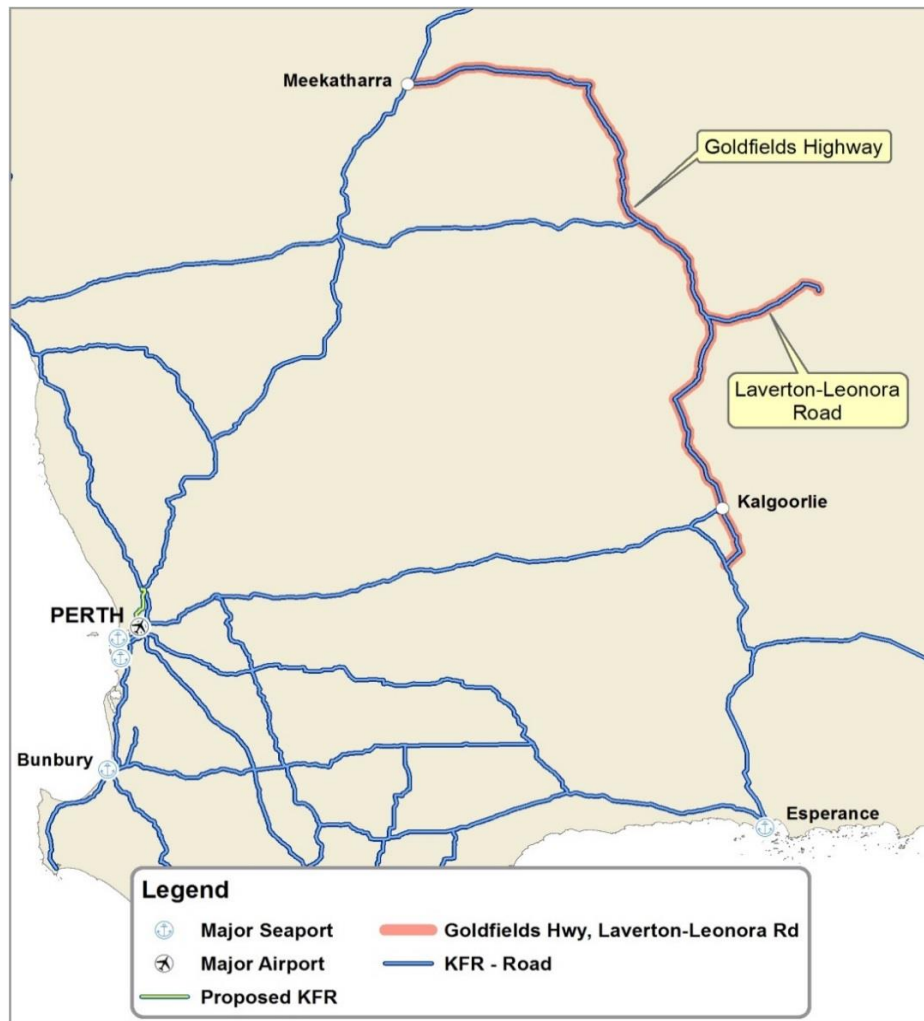 Meekatharra
Goldfields Highway
Laverton-Leonora
Road
Kalgoorlie
PERTH
Bunbury
Esperance
Legend
Major Seaport
Goldfields Hwy, Laverton-Leonora Rd
Major Airport
KFR - Road
Proposed KFR